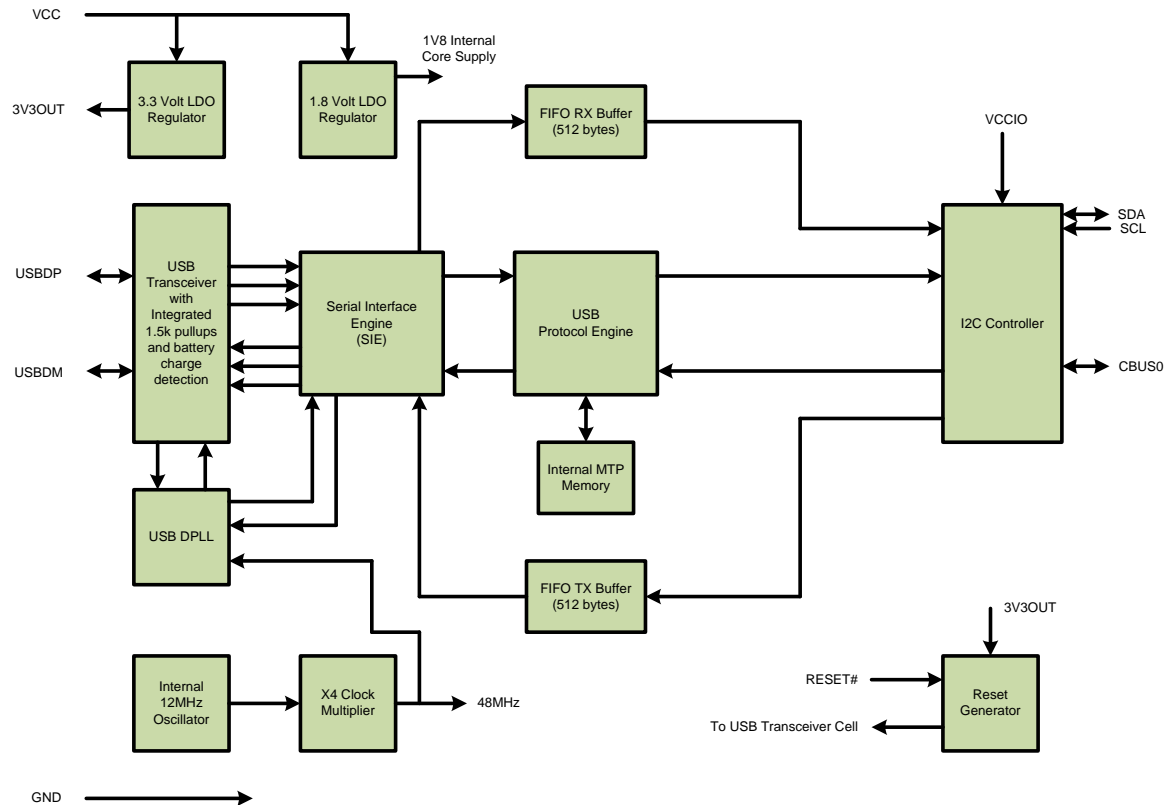 VCC
1V8 Internal
Core Supply
3.3 Volt LDO
Regulator
1.8 Volt LDO
Regulator
3V3OUT
FIFO RX Buffer
(512 bytes)
VCCIO
SDA
SCL
USBDP
USBDM
USB
Transceiver
with
Integrated
1.5k pullups
and battery
charge
detection
Serial Interface
Engine
(SIE)
USB
Protocol Engine
I2C Controller
CBUS0
Internal MTP
Memory
USB DPLL
FIFO TX Buffer
(512 bytes)
3V3OUT
Internal
12MHz
Oscillator
X4 Clock
Multiplier
48MHz
RESET#
Reset
Generator
To USB Transceiver Cell
GND